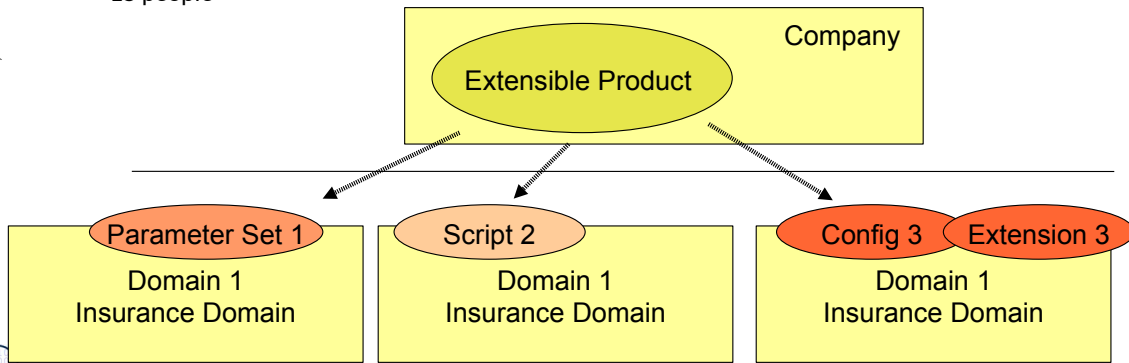 Company
Extensible Product
Parameter Set 1
Script 2
Config 3
Extension 3
Domain 1
Insurance Domain
Domain 1
Insurance Domain
Domain 1
Insurance Domain